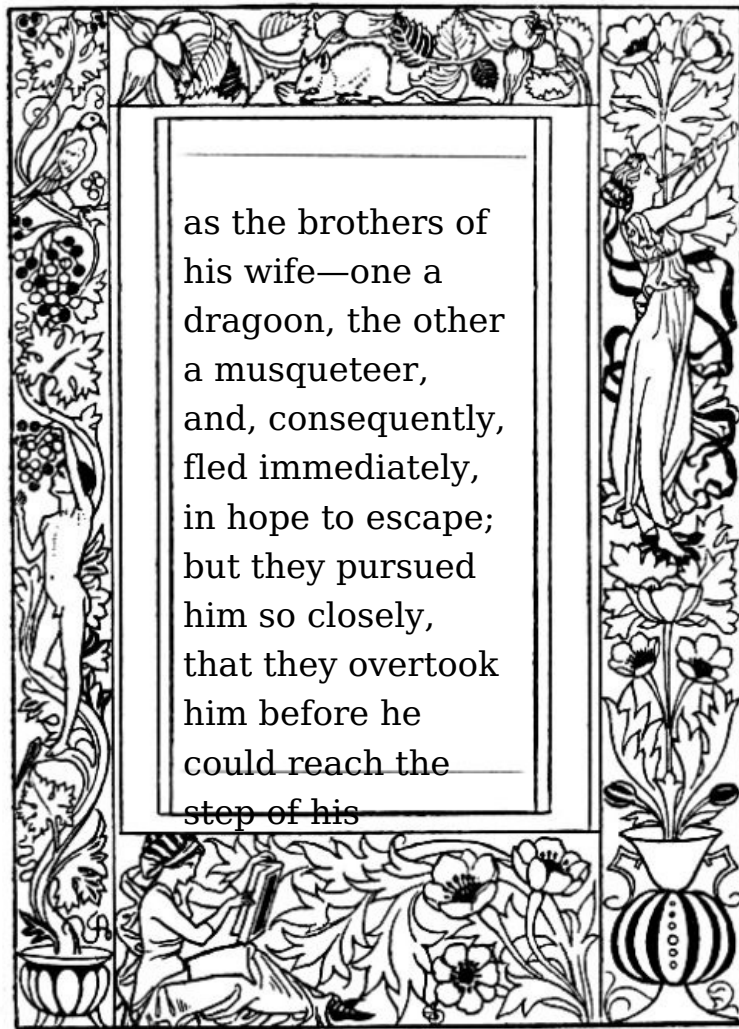 as the brothers of
his wife—one a
dragoon, the other
a musqueteer,
and, consequently,
fled immediately,
in hope to escape;
but they pursued
him so closely,
that they overtook
him before he
could reach the
step of his